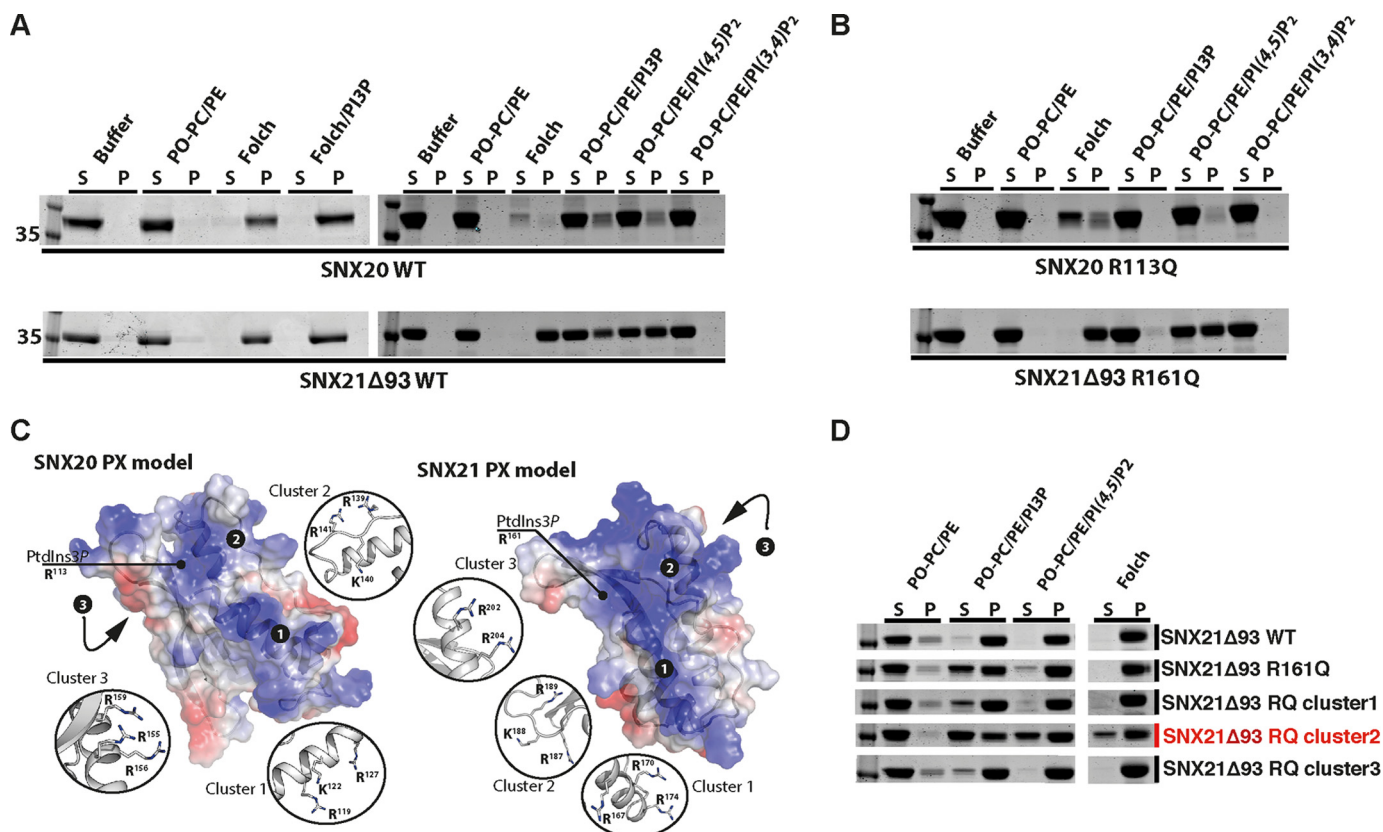 A
Buffer PO-PC/PE Folch Folch/PI3P Buffer PO-PC/PE Folch PO-PC/PE/PI3P PO-PC/PE/PI(4,5)P2 PO-PC/PE/PI(3,4)P2
S P S P S P S P S P S P S P S P S P S P
35
SNX20 WT
35
SNX21Δ93 WT
B
Buffer PO-PC/PE Folch PO-PC/PE/PI3P PO-PC/PE/PI(4,5)P2 PO-PC/PE/PI(3,4)P2
S P S P S P S P S P S P
SNX20 R113Q
SNX21Δ93 R161Q
C
SNX20 PX model
Cluster 2
R139
R141
K140
2
PtdIns3P
R113
3
1
Cluster 3
R159
R155
R156
Cluster 1
R127
K122
R119
SNX21 PX model
PtdIns3P
R161
3
2
Cluster 3
R202
R204
1
R189
K188
R187
Cluster 2
R170
R174
R167
Cluster 1
D
PO-PC/PE PO-PC/PE/PI3P PO-PC/PE/PI(4,5)P2 Folch
S P S P S P S P
SNX21Δ93 WT
SNX21Δ93 R161Q
SNX21Δ93 RQ cluster1
SNX21Δ93 RQ cluster2
SNX21Δ93 RQ cluster3